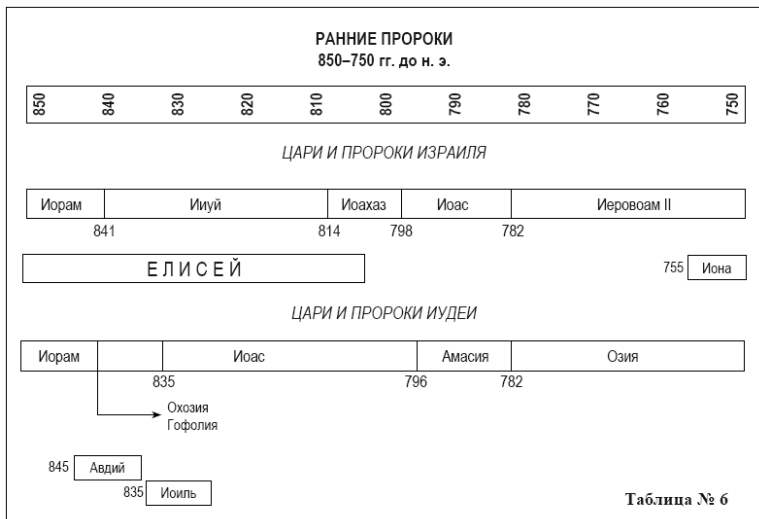 РАННИЕ ПРОРОКИ
850–750 гг. до н. э.
850 840 830 820 810 800 790 780 770 760 750
ЦАРИ И ПРОРОКИ ИЗРАИЛЯ
Иорам Ииуй Иоахаз Иоас Иеровоам II
841 814 798 782
ЕЛИСЕЙ 755 Иона
ЦАРИ И ПРОРОКИ ИУДЕИ
Иорам Иоас Амасия Озия
835 796 782
Охозия
Гофолия
845 Авдий
835 Иоиль
Таблица № 6